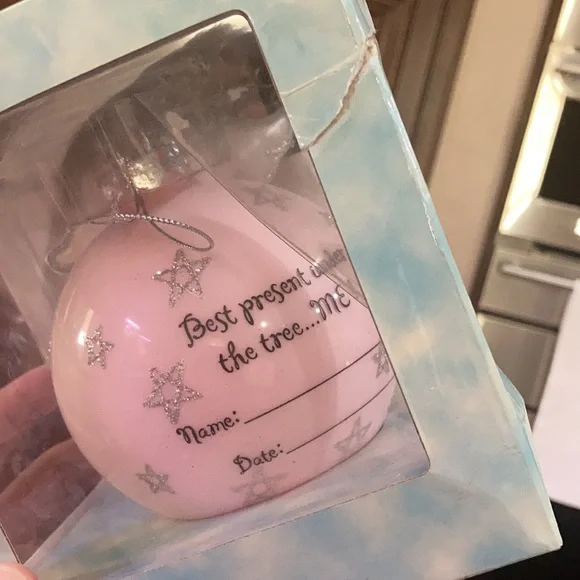 Best present under
the tree...ME
Name:
Date: